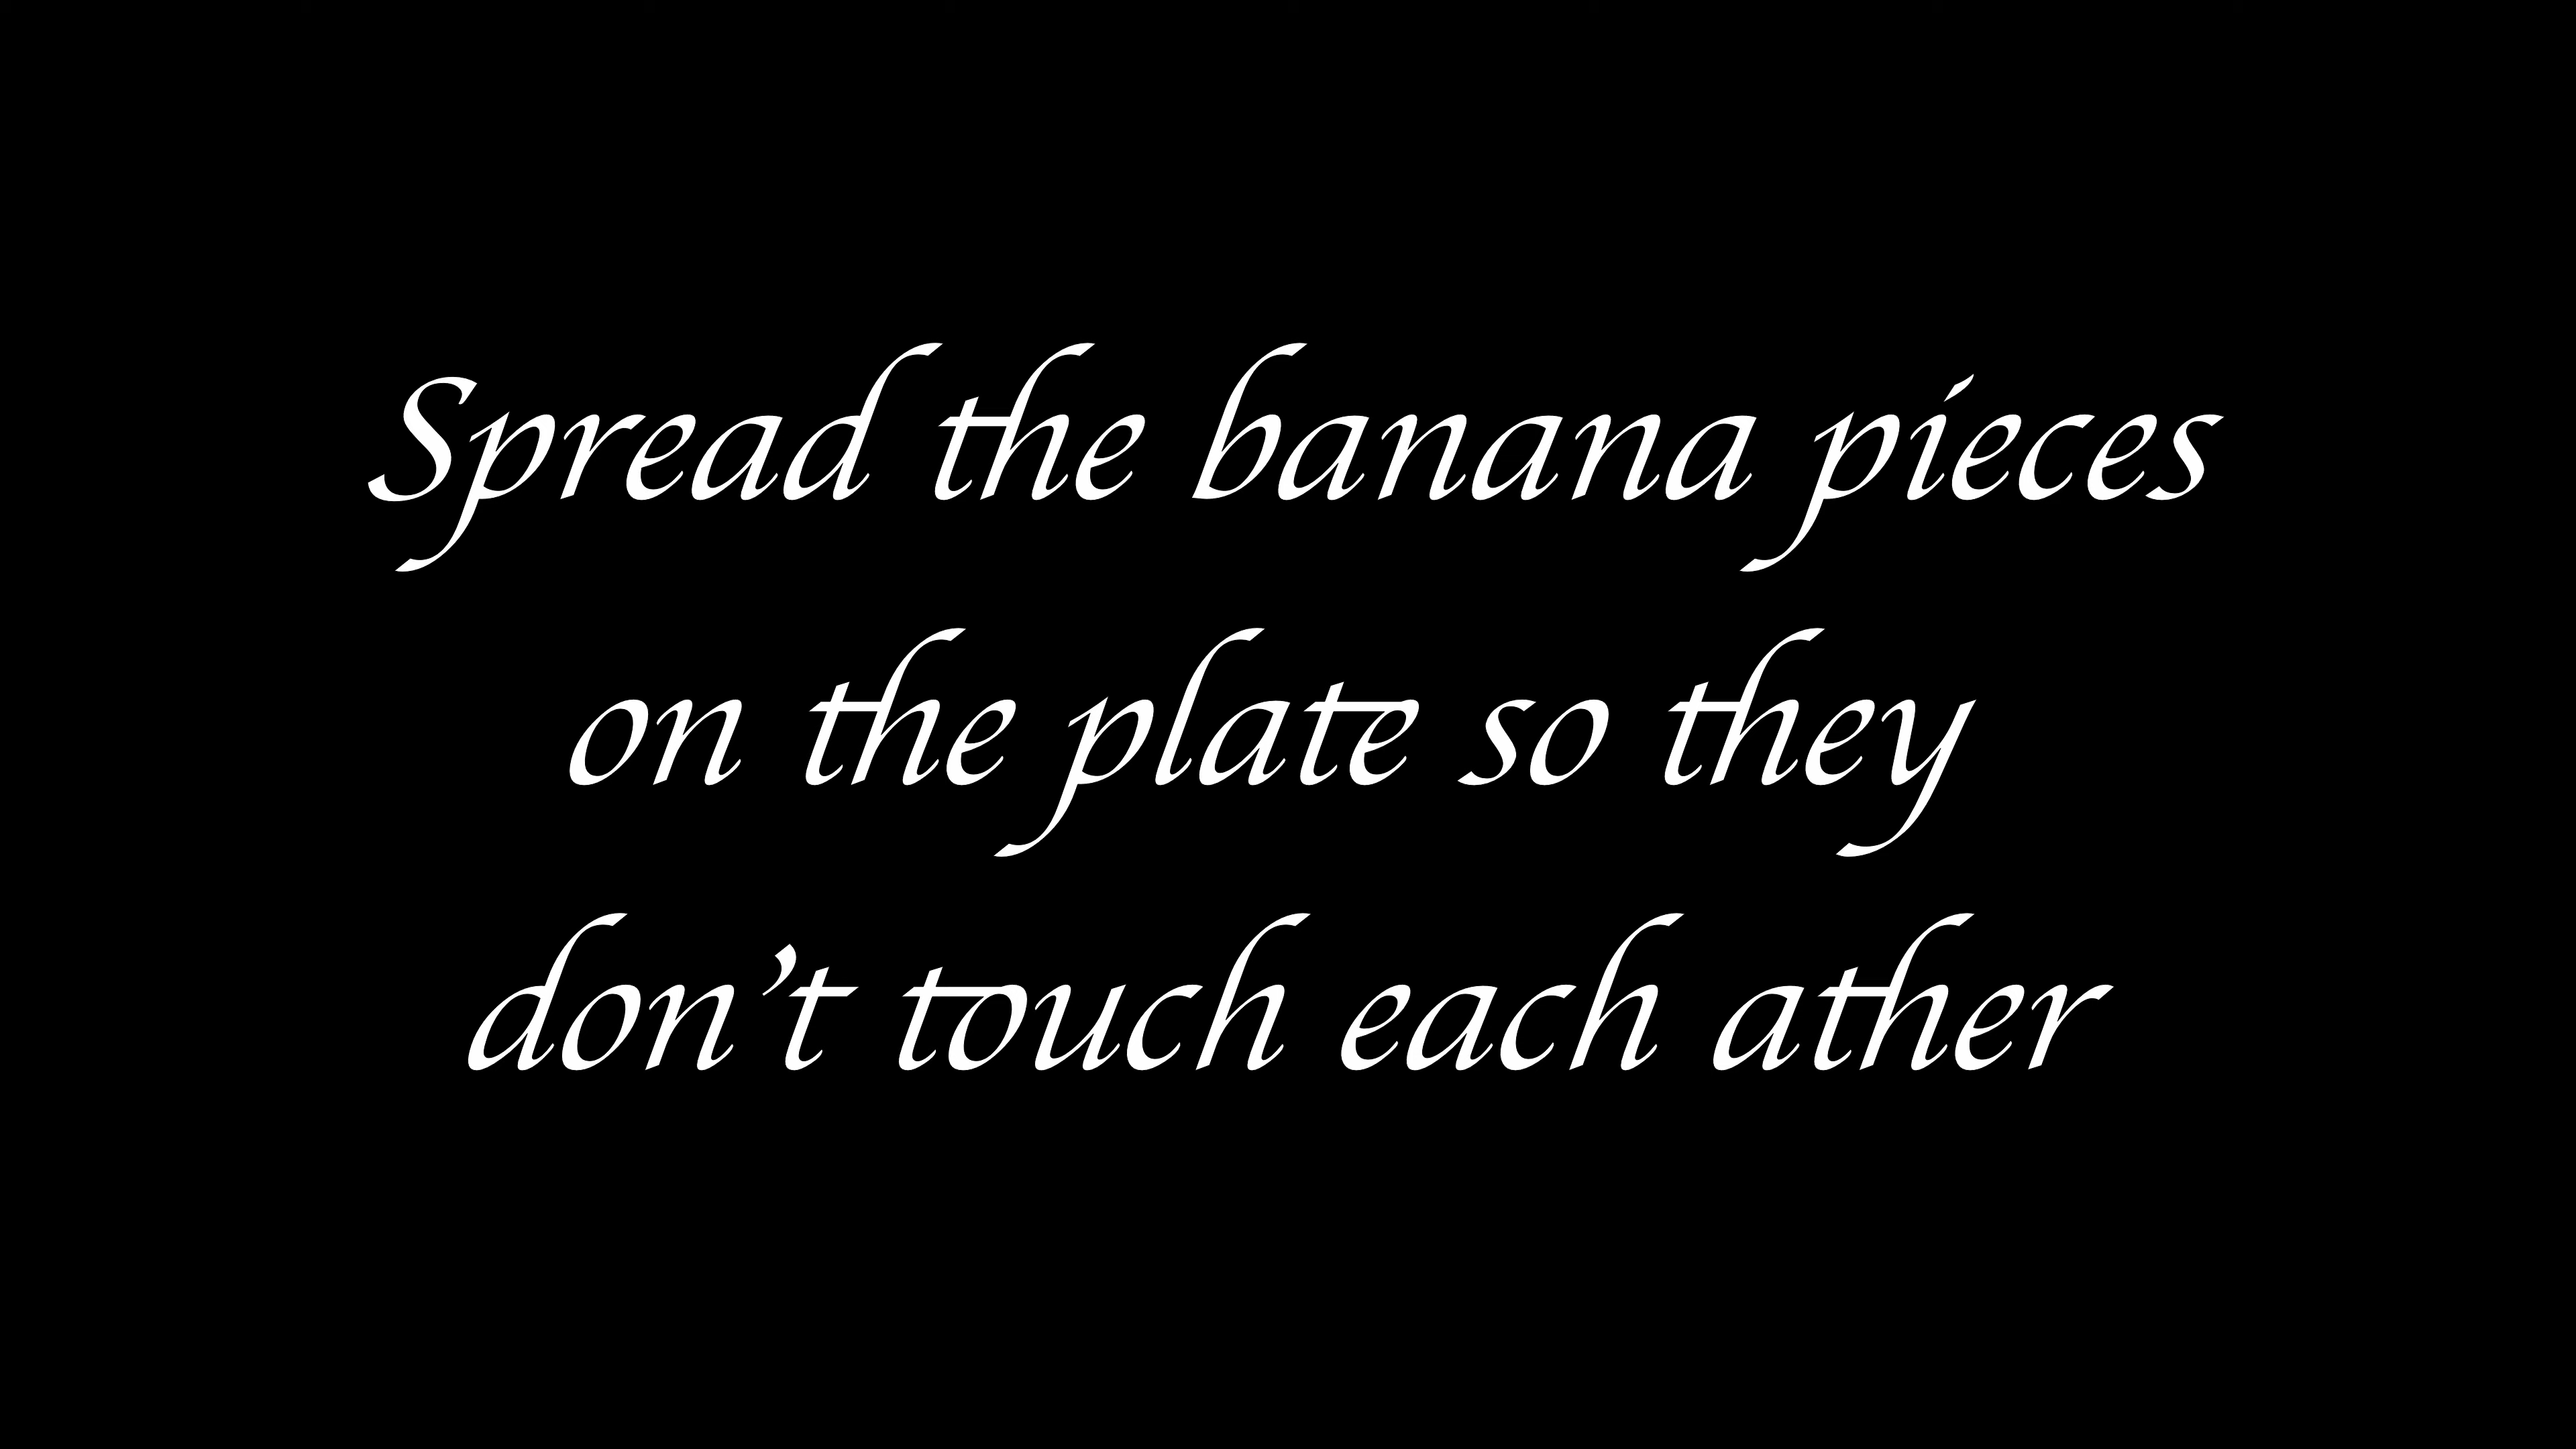 Spread the banana pieces
on the plate so they
don’t touch each ather